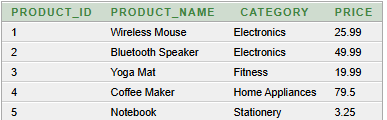 PRODUCT_ID PRODUCT_NAME CATEGORY PRICE
1 Wireless Mouse Electronics 25.99
2 Bluetooth Speaker Electronics 49.99
3 Yoga Mat Fitness 19.99
4 Coffee Maker Home Appliances 79.5
5 Notebook Stationery 3.25